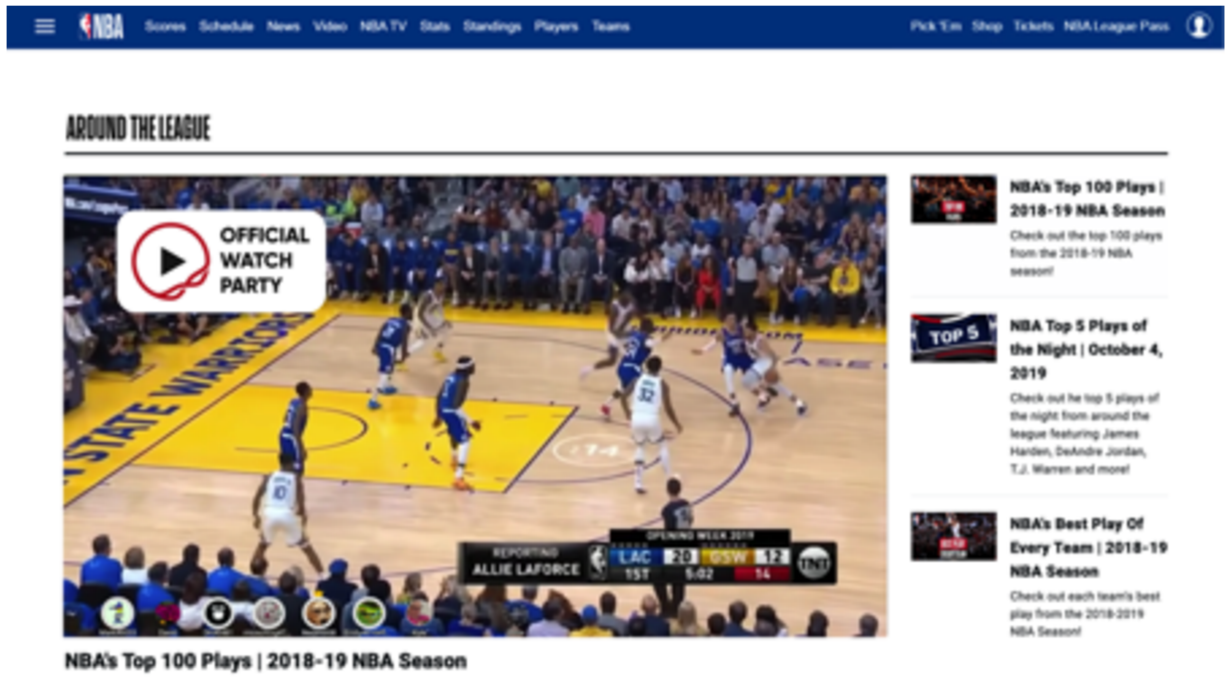 NBA Scores Schedule News Video NBA TV Stats Standings Players Teams Pick 'Em Shop Tickets NBA League Pass
AROUND THE LEAGUE
OFFICIAL
WATCH
PARTY
STATE WARRIORS
32
10
14
OPENING WEEK 2019
REPORTING
ALLIE LAFORCE
LAC 20 GSW 12
1ST 5:02 14
TNT
NBA's Top 100 Plays | 2018-19 NBA Season
NBA's Top 100 Plays |
2018-19 NBA Season
Check out the top 100 plays
from the 2018-19 NBA
season!
TOP 5
NBA Top 5 Plays of
the Night | October 4,
2019
Check out he top 5 plays of
the night from around the
league featuring James
Harden, DeAndre Jordan,
T.J. Warren and more!
NBA's Best Play Of
Every Team | 2018-19
NBA Season
Check out each team's best
play from the 2018-2019
NBA Season!